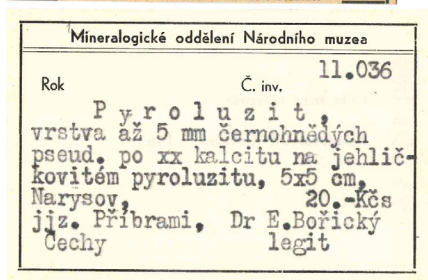 Mineralogické oddělení Národního muzea
11.036
Rok Č. inv.
Pyroluzit,
vrstva až 5 mm černohnědých
pseud. po xx kalcitu na jehlič-
kovitém pyroluzitu, 5x5 cm,
Narysov, 20.-Kčs
jjz. Příbrami, Dr E.Bořický
Čechy legit